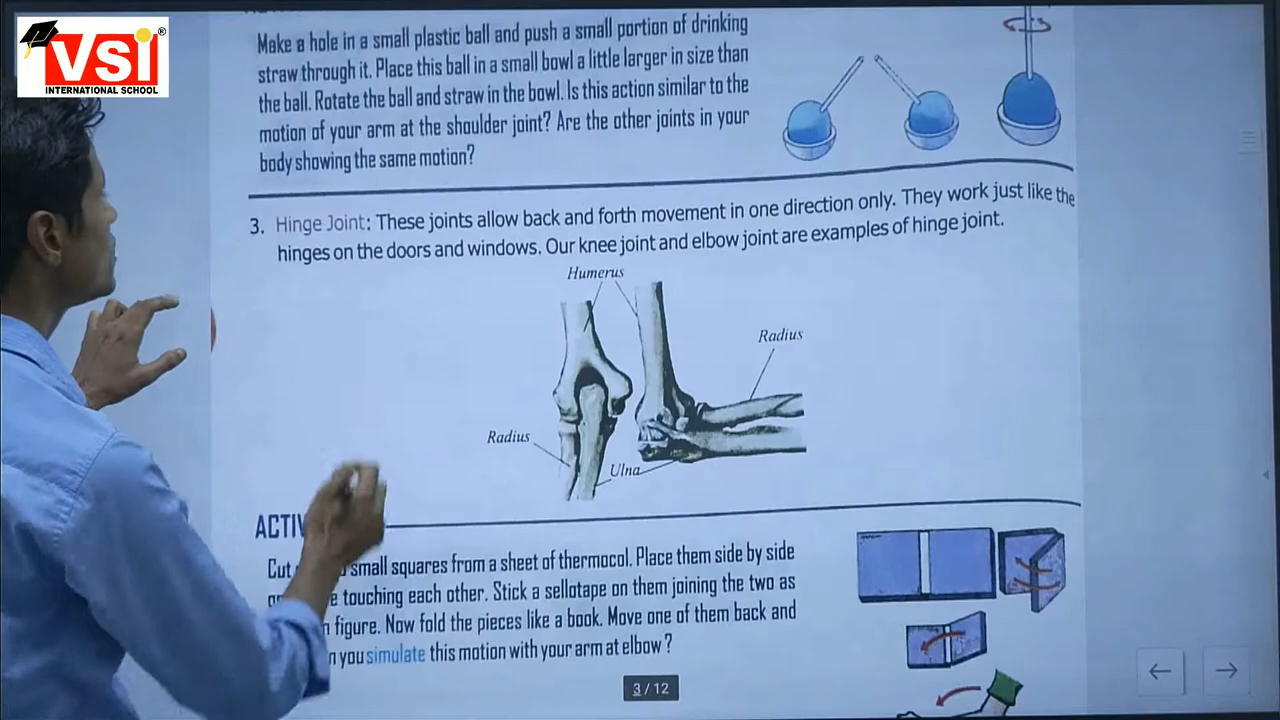 VSI®
INTERNATIONAL SCHOOL
Make a hole in a small plastic ball and push a small portion of drinking
straw through it. Place this ball in a small bowl a little larger in size than
the ball. Rotate the ball and straw in the bowl. Is this action similar to the
motion of your arm at the shoulder joint? Are the other joints in your
body showing the same motion?
3. Hinge Joint: These joints allow back and forth movement in one direction only. They work just like the
hinges on the doors and windows. Our knee joint and elbow joint are examples of hinge joint.
Humerus
Radius
Radius
Ulna
ACTIV
Cut small squares from a sheet of thermocol. Place them side by side
touching each other. Stick a sellotape on them joining the two as
figure. Now fold the pieces like a book. Move one of them back and
you simulate this motion with your arm at elbow?
3 / 12